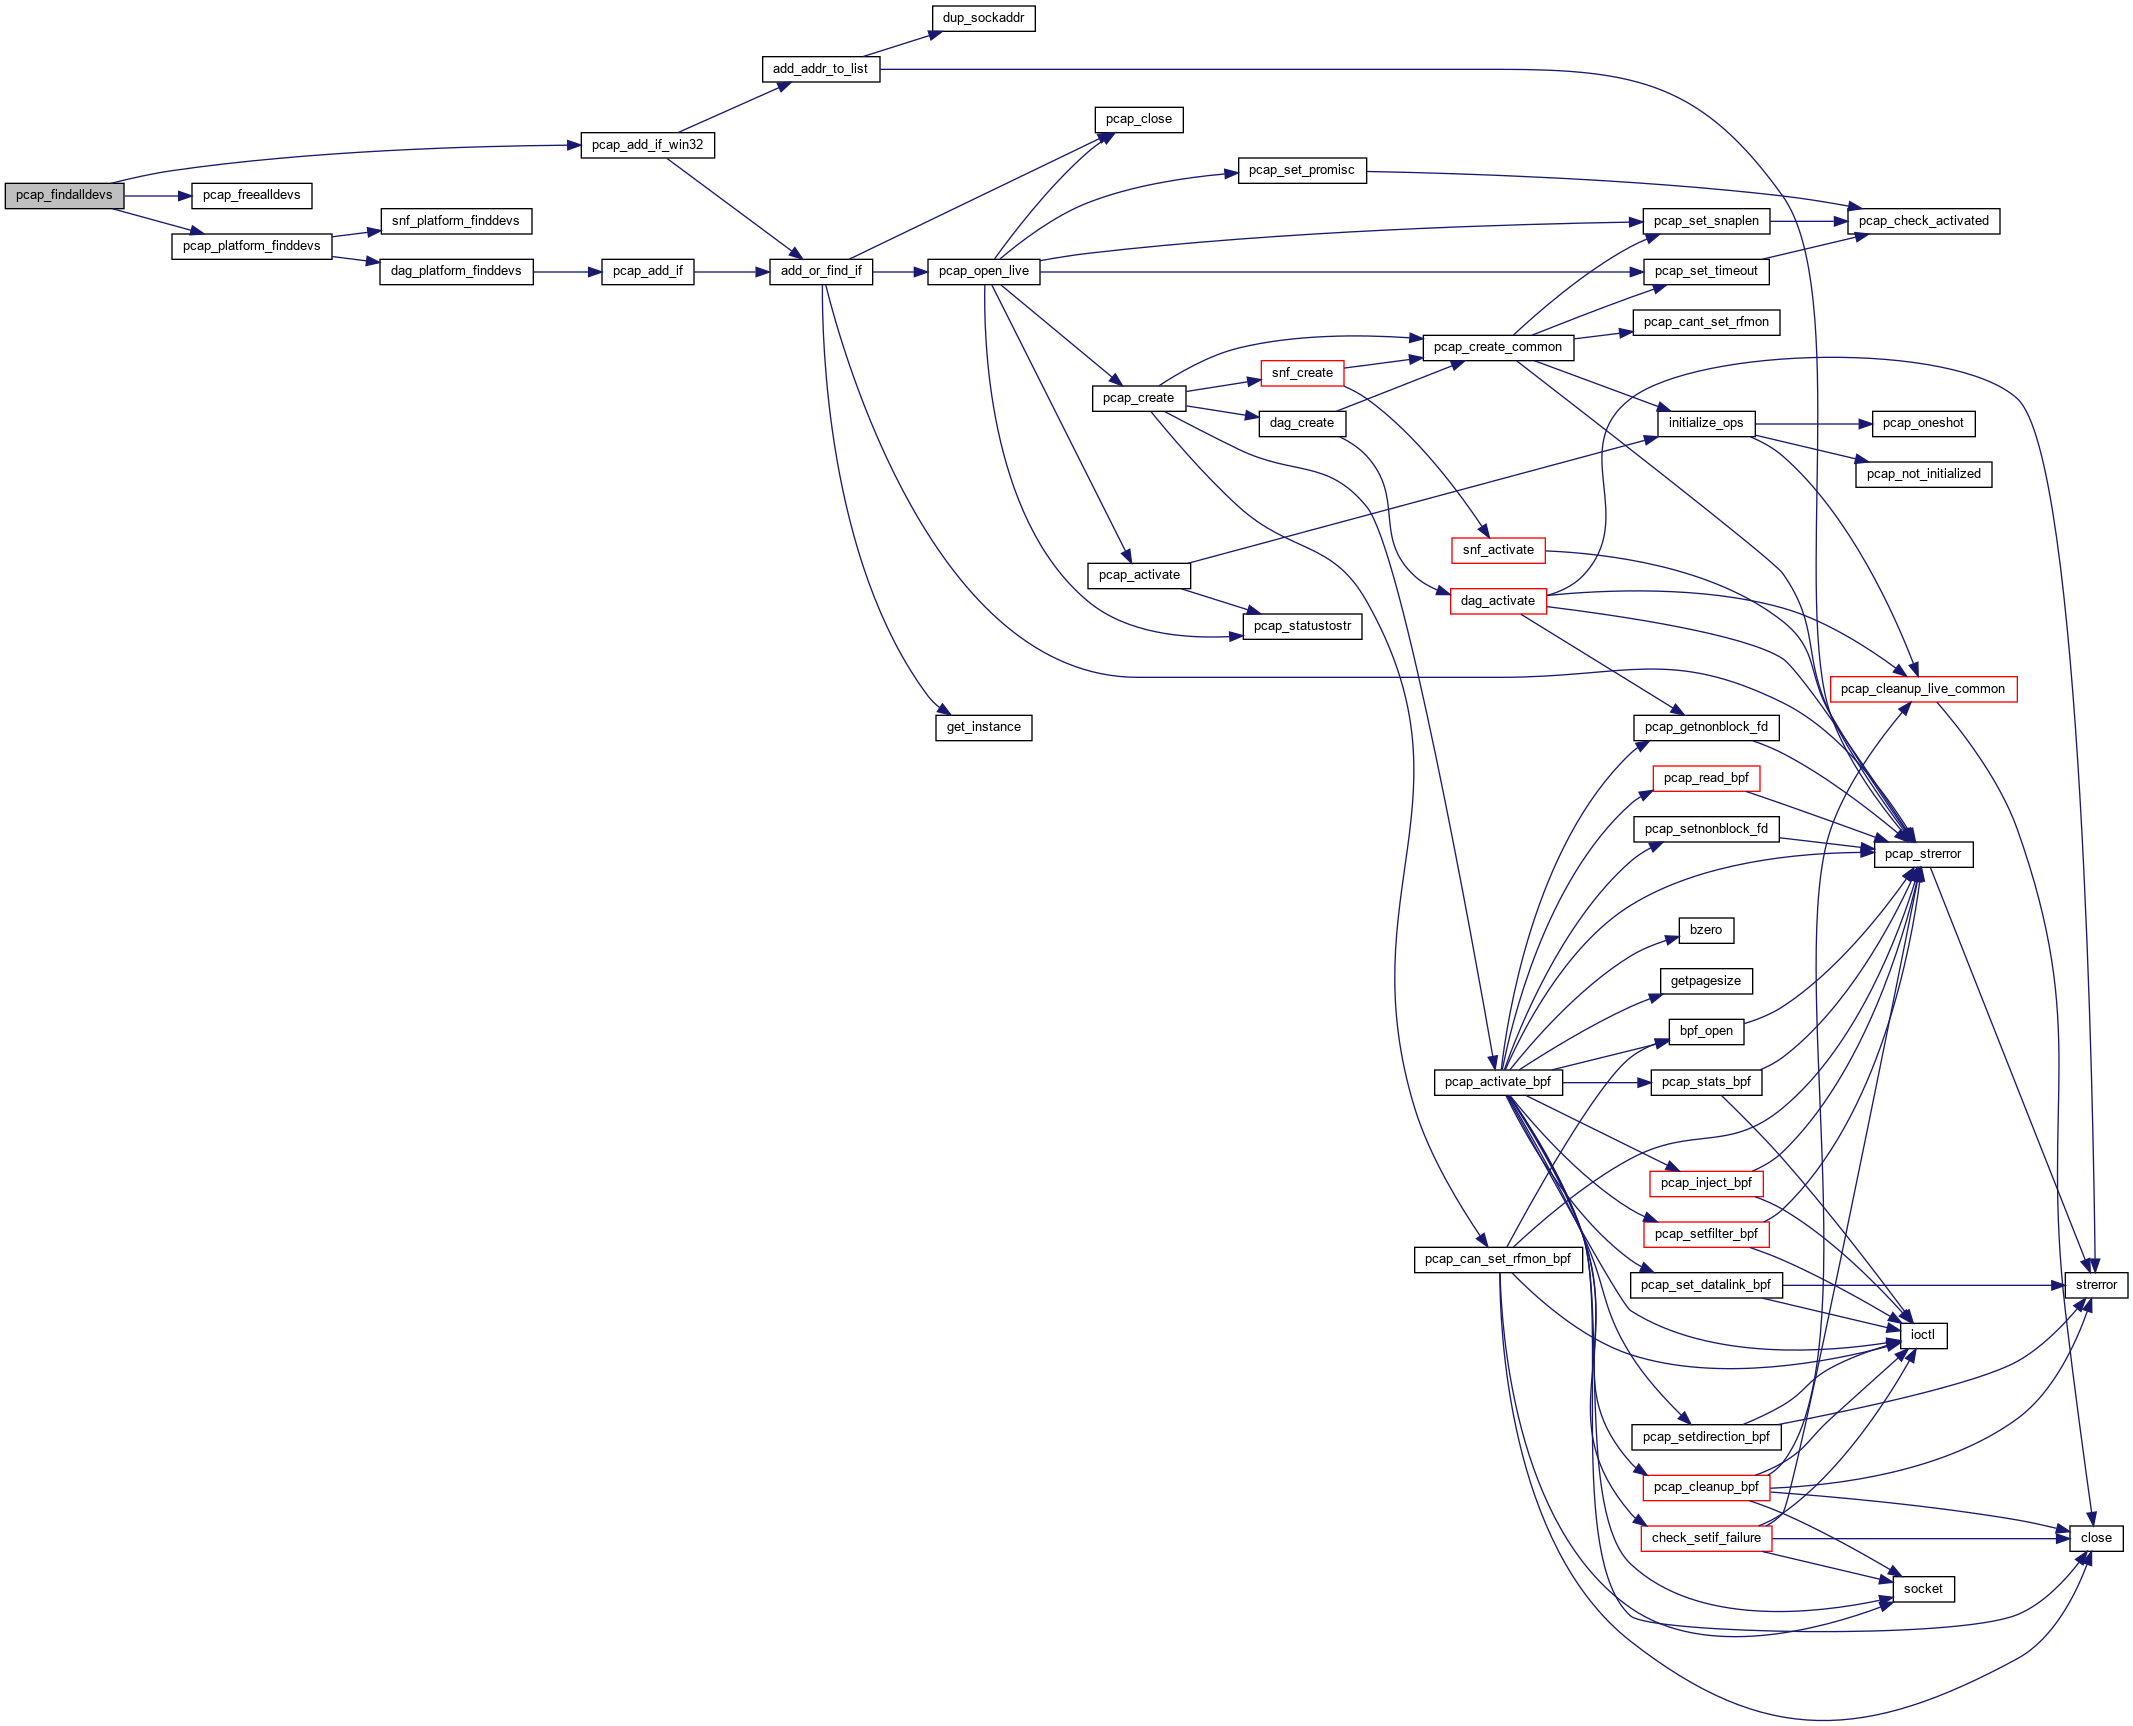 dup_sockaddr
add_addr_to_list
pcap_close
pcap_add_if_win32
pcap_set_promisc
pcap_findalldevs
pcap_freealldevs
snf_platform_finddevs
pcap_set_snaplen
pcap_check_activated
pcap_platform_finddevs
dag_platform_finddevs
pcap_add_if
add_or_find_if
pcap_open_live
pcap_set_timeout
pcap_cant_set_rfmon
pcap_create_common
snf_create
pcap_create
dag_create
initialize_ops
pcap_oneshot
pcap_not_initialized
snf_activate
pcap_activate
dag_activate
pcap_statustostr
pcap_cleanup_live_common
get_instance
pcap_getnonblock_fd
pcap_read_bpf
pcap_setnonblock_fd
pcap_strerror
bzero
getpagesize
bpf_open
pcap_activate_bpf
pcap_stats_bpf
pcap_inject_bpf
pcap_setfilter_bpf
pcap_can_set_rfmon_bpf
pcap_set_datalink_bpf
strerror
ioctl
pcap_setdirection_bpf
pcap_cleanup_bpf
check_setif_failure
close
socket